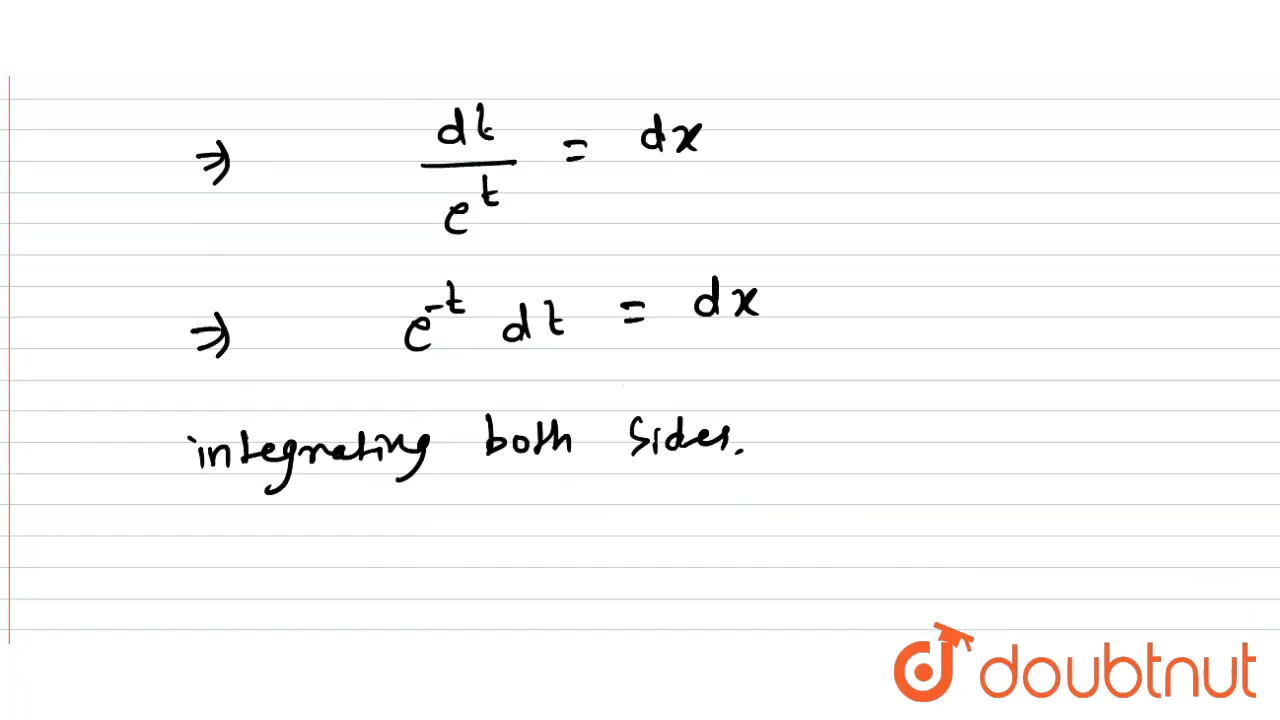 ⇒ dt/e^t = dx
⇒ e^-t dt = dx
integrating both sides.
doubtnut